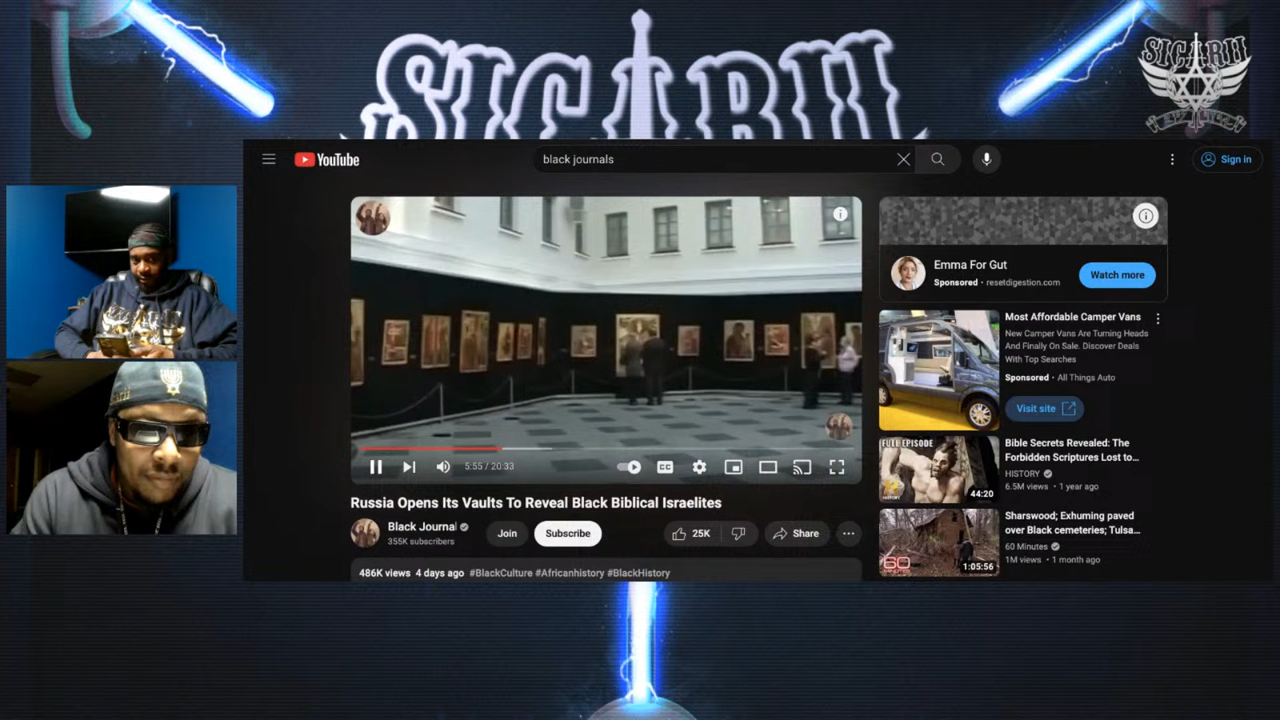 SICARII
SICARII
YouTube
black journals
Sign in
Emma For Gut
Sponsored • resetdigestion.com
Watch more
Most Affordable Camper Vans
New Camper Vans Are Turning Heads
And Finally On Sale. Discover Deals
With Top Searches
Sponsored • All Things Auto
Visit site
CC
5:55 / 20:33
FULL EPISODE
HISTORY
44:20
Bible Secrets Revealed: The
Forbidden Scriptures Lost to...
HISTORY
6.5M views • 1 year ago
Russia Opens Its Vaults To Reveal Black Biblical Israelites
Black Journal
355K subscribers
Join
Subscribe
25K
Share
60
1:05:56
Sharswood; Exhuming paved
over Black cemeteries; Tulsa...
60 Minutes
1M views • 1 month ago
486K views 4 days ago #BlackCulture #Africanhistory #BlackHistory